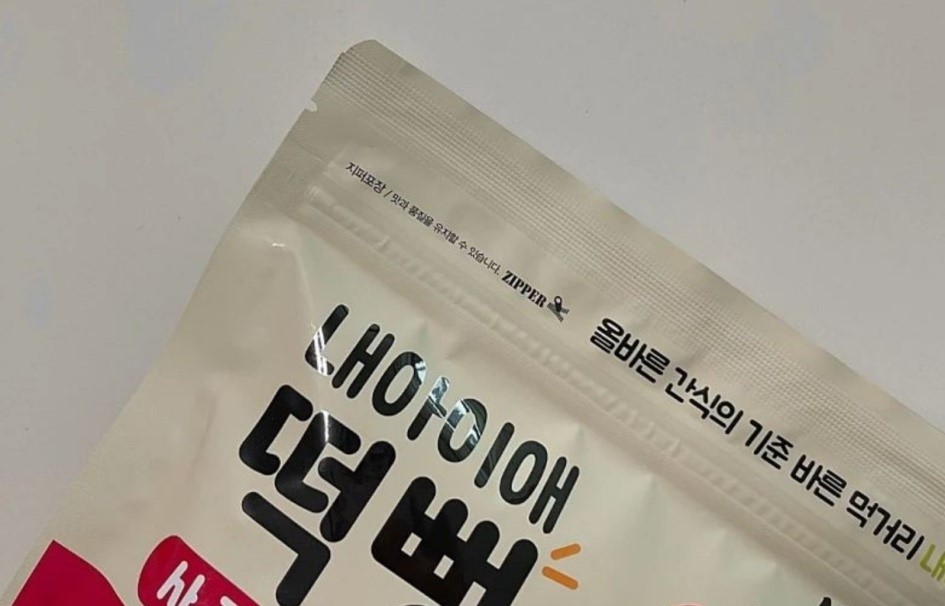 지퍼포장 / 맛과 품질을 유지할 수 있습니다. ZIPPER
올바른 간식의 기준 바른 먹거리
내아이애
떡